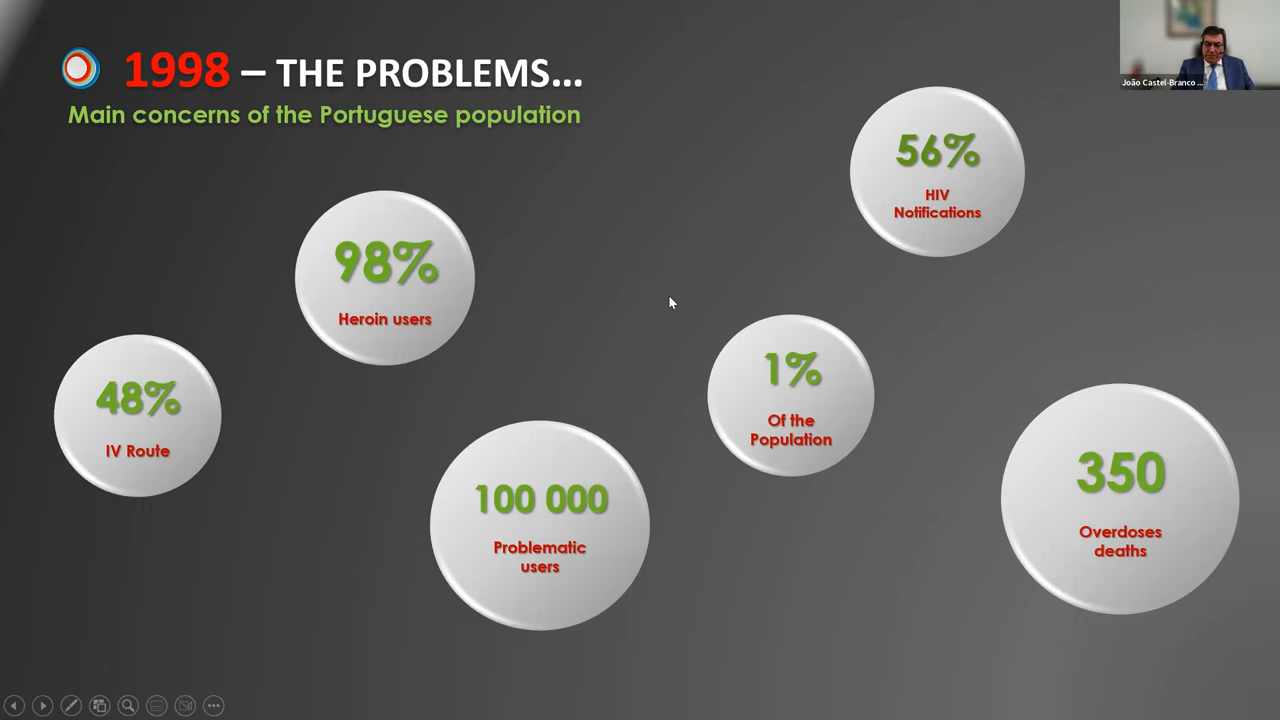 1998 – THE PROBLEMS...
Main concerns of the Portuguese population
João Castel-Branco ...
56%
HIV
Notifications
98%
Heroin users
48%
IV Route
1%
Of the
Population
100 000
Problematic
users
350
Overdoses
deaths